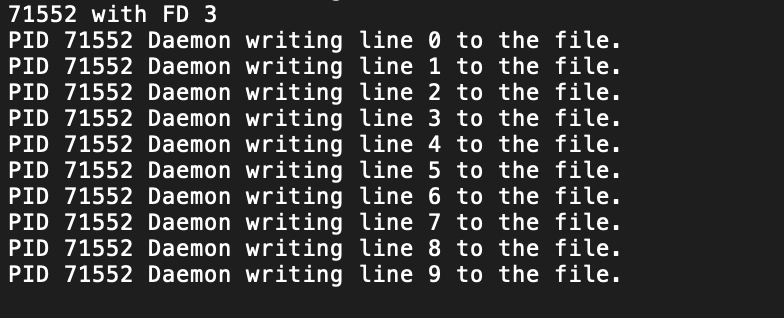 71552 with FD 3
PID 71552 Daemon writing line 0 to the file.
PID 71552 Daemon writing line 1 to the file.
PID 71552 Daemon writing line 2 to the file.
PID 71552 Daemon writing line 3 to the file.
PID 71552 Daemon writing line 4 to the file.
PID 71552 Daemon writing line 5 to the file.
PID 71552 Daemon writing line 6 to the file.
PID 71552 Daemon writing line 7 to the file.
PID 71552 Daemon writing line 8 to the file.
PID 71552 Daemon writing line 9 to the file.